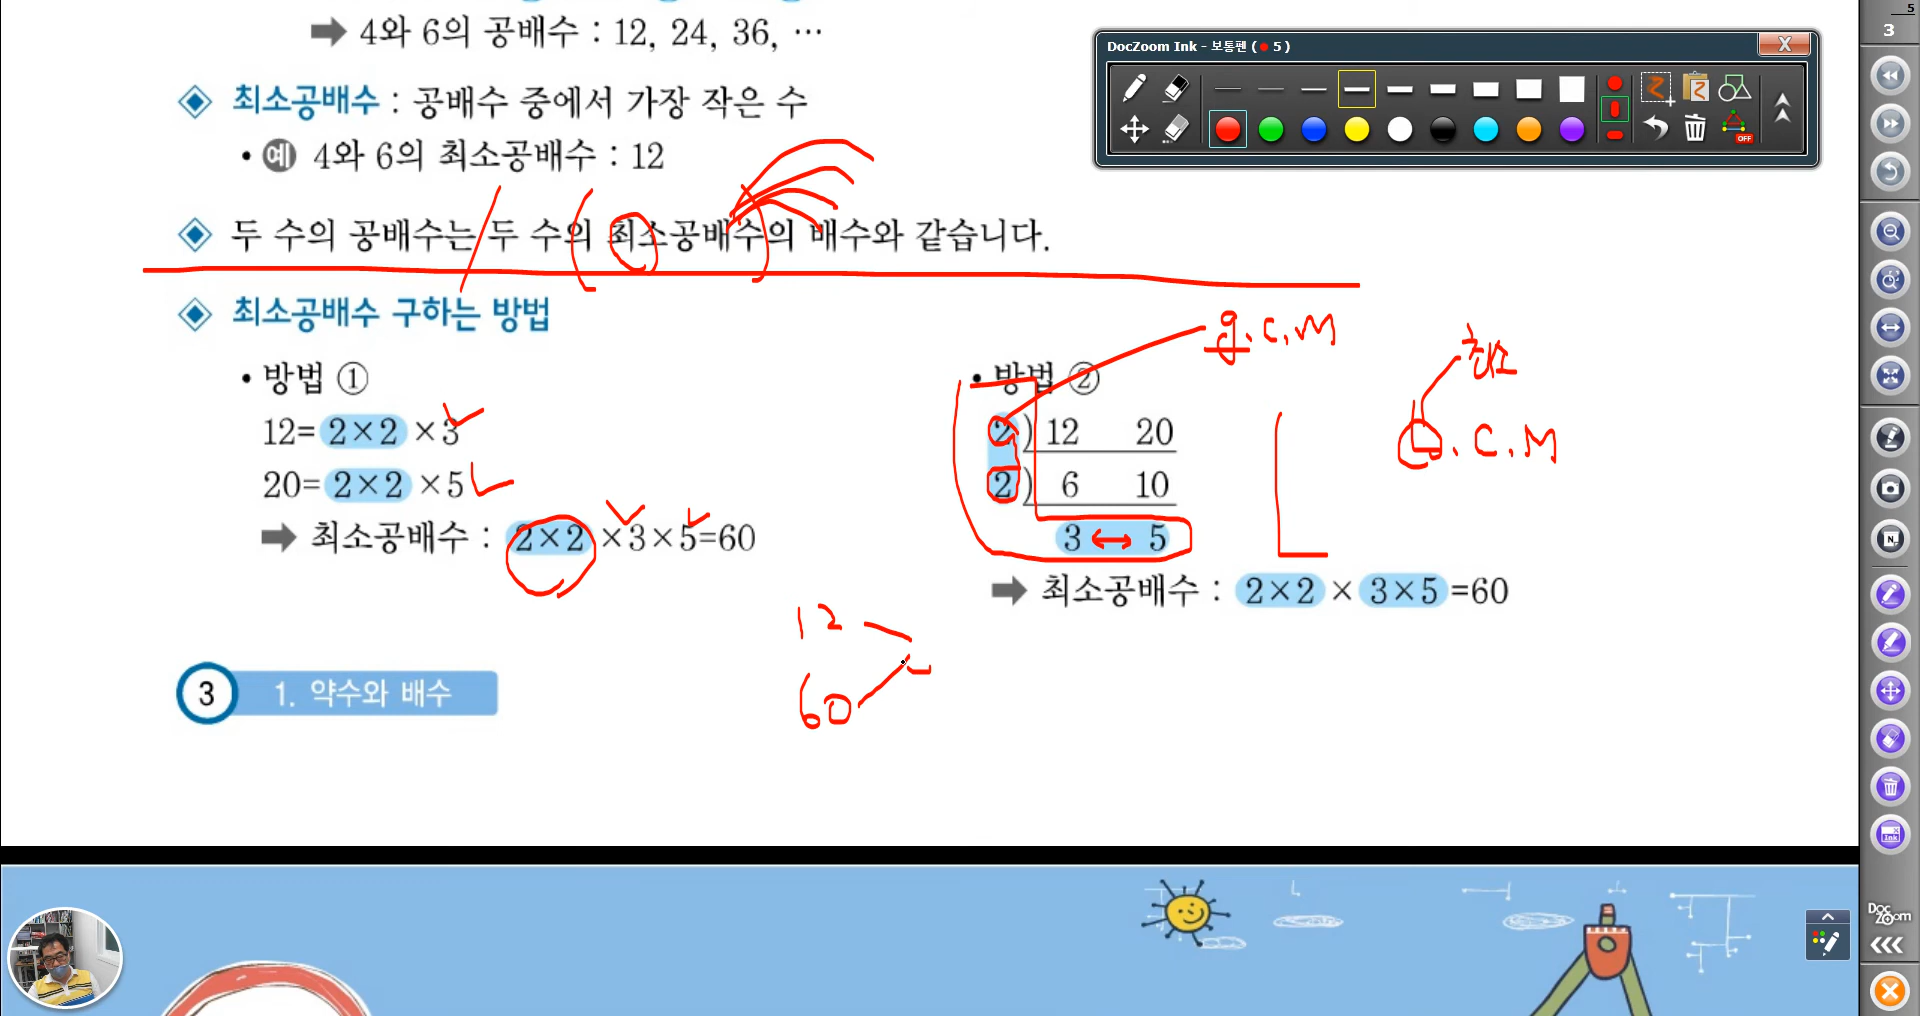 ➡ 4와 6의 공배수 : 12, 24, 36, …
DocZoom Ink - 보통펜 ( ● 5 )
◈ 최소공배수 : 공배수 중에서 가장 작은 수
• 예 4와 6의 최소공배수 : 12
◈ 두 수의 공배수는 두 수의 최소공배수의 배수와 같습니다.
◈ 최소공배수 구하는 방법
• 방법 ①
12= 2×2 ×3
20= 2×2 ×5
➡ 최소공배수 : 2×2 ×3×5=60
• 방법 ②
2 ) 12 20
2 ) 6 10
3 ↔ 5
➡ 최소공배수 : 2×2 × 3×5 =60
g.C.M
L.C.M
12
60
3 1. 약수와 배수
5
3
OFF
N
Ink
DocZoom